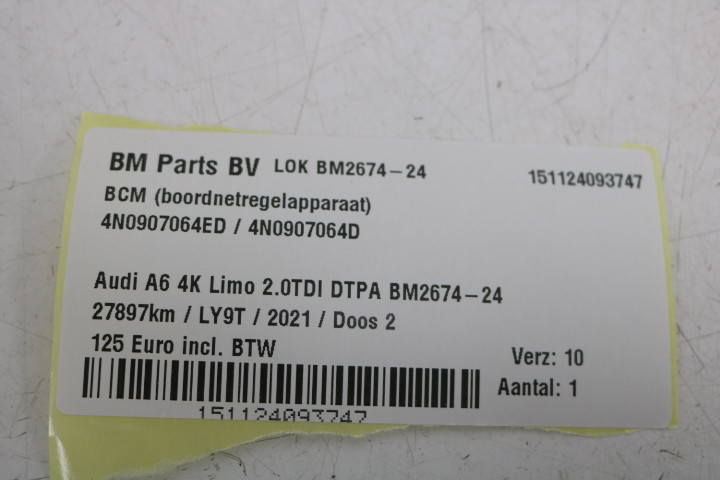 BM Parts BV LOK BM2674-24 151124093747
BCM (boordnetregelapparaat)
4N0907064ED / 4N0907064D
Audi A6 4K Limo 2.0TDI DTPA BM2674-24
27897km / LY9T / 2021 / Doos 2
125 Euro incl. BTW
Verz: 10
Aantal: 1
151124093747